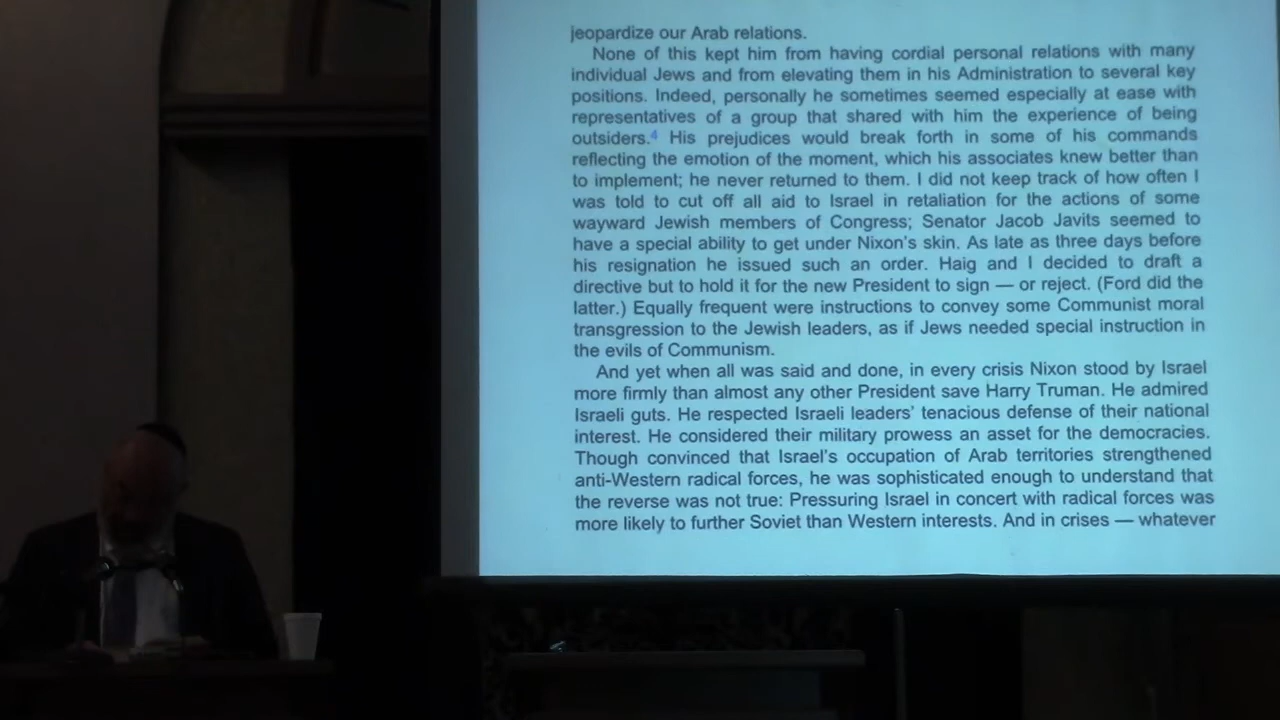 jeopardize our Arab relations.
None of this kept him from having cordial personal relations with many
individual Jews and from elevating them in his Administration to several key
positions. Indeed, personally he sometimes seemed especially at ease with
representatives of a group that shared with him the experience of being
outsiders.4 His prejudices would break forth in some of his commands
reflecting the emotion of the moment, which his associates knew better than
to implement; he never returned to them. I did not keep track of how often I
was told to cut off all aid to Israel in retaliation for the actions of some
wayward Jewish members of Congress; Senator Jacob Javits seemed to
have a special ability to get under Nixon's skin. As late as three days before
his resignation he issued such an order. Haig and I decided to draft a
directive but to hold it for the new President to sign — or reject. (Ford did the
latter.) Equally frequent were instructions to convey some Communist moral
transgression to the Jewish leaders, as if Jews needed special instruction in
the evils of Communism.
And yet when all was said and done, in every crisis Nixon stood by Israel
more firmly than almost any other President save Harry Truman. He admired
Israeli guts. He respected Israeli leaders' tenacious defense of their national
interest. He considered their military prowess an asset for the democracies.
Though convinced that Israel's occupation of Arab territories strengthened
anti-Western radical forces, he was sophisticated enough to understand that
the reverse was not true: Pressuring Israel in concert with radical forces was
more likely to further Soviet than Western interests. And in crises — whatever